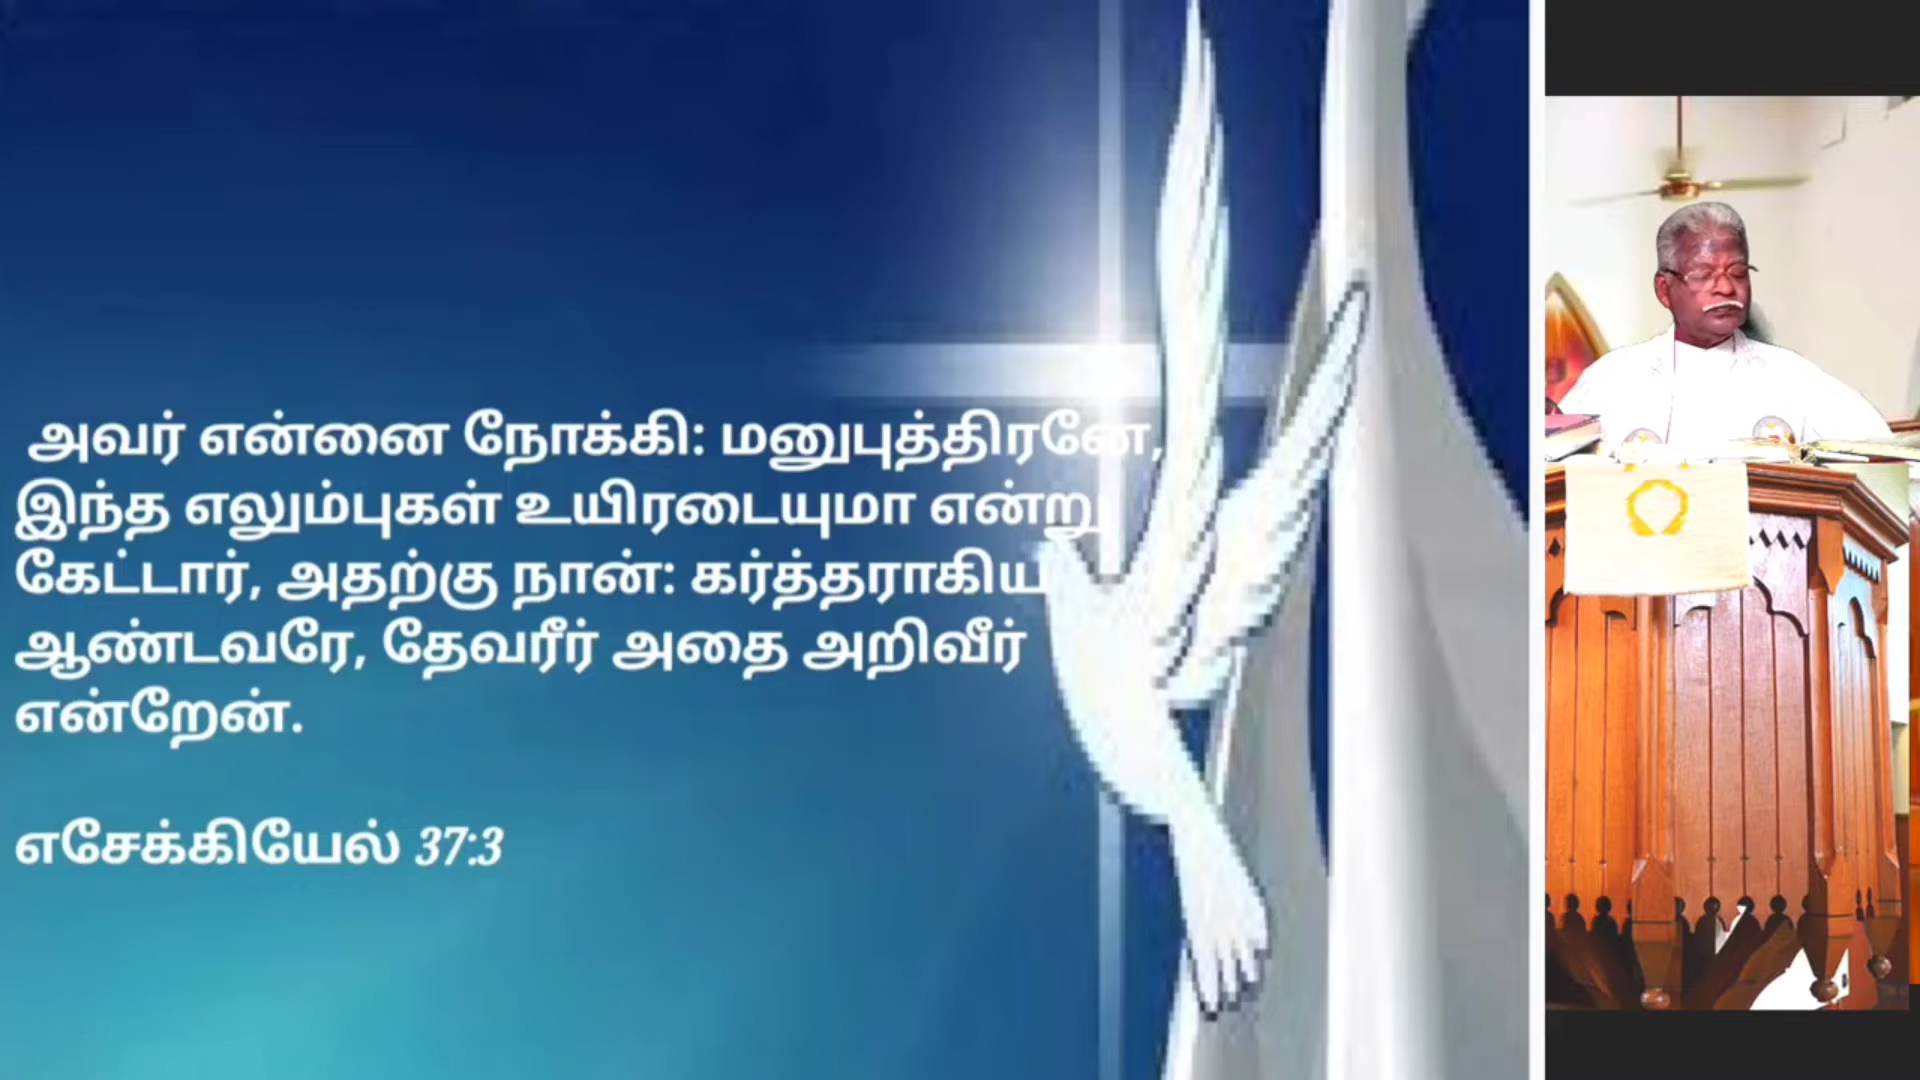 அவர் என்னை நோக்கி: மனுபுத்திரனே,
இந்த எலும்புகள் உயிரடையுமா என்று
கேட்டார், அதற்கு நான்: கர்த்தராகிய
ஆண்டவரே, தேவரீர் அதை அறிவீர்
என்றேன்.
எசேக்கியேல் 37:3